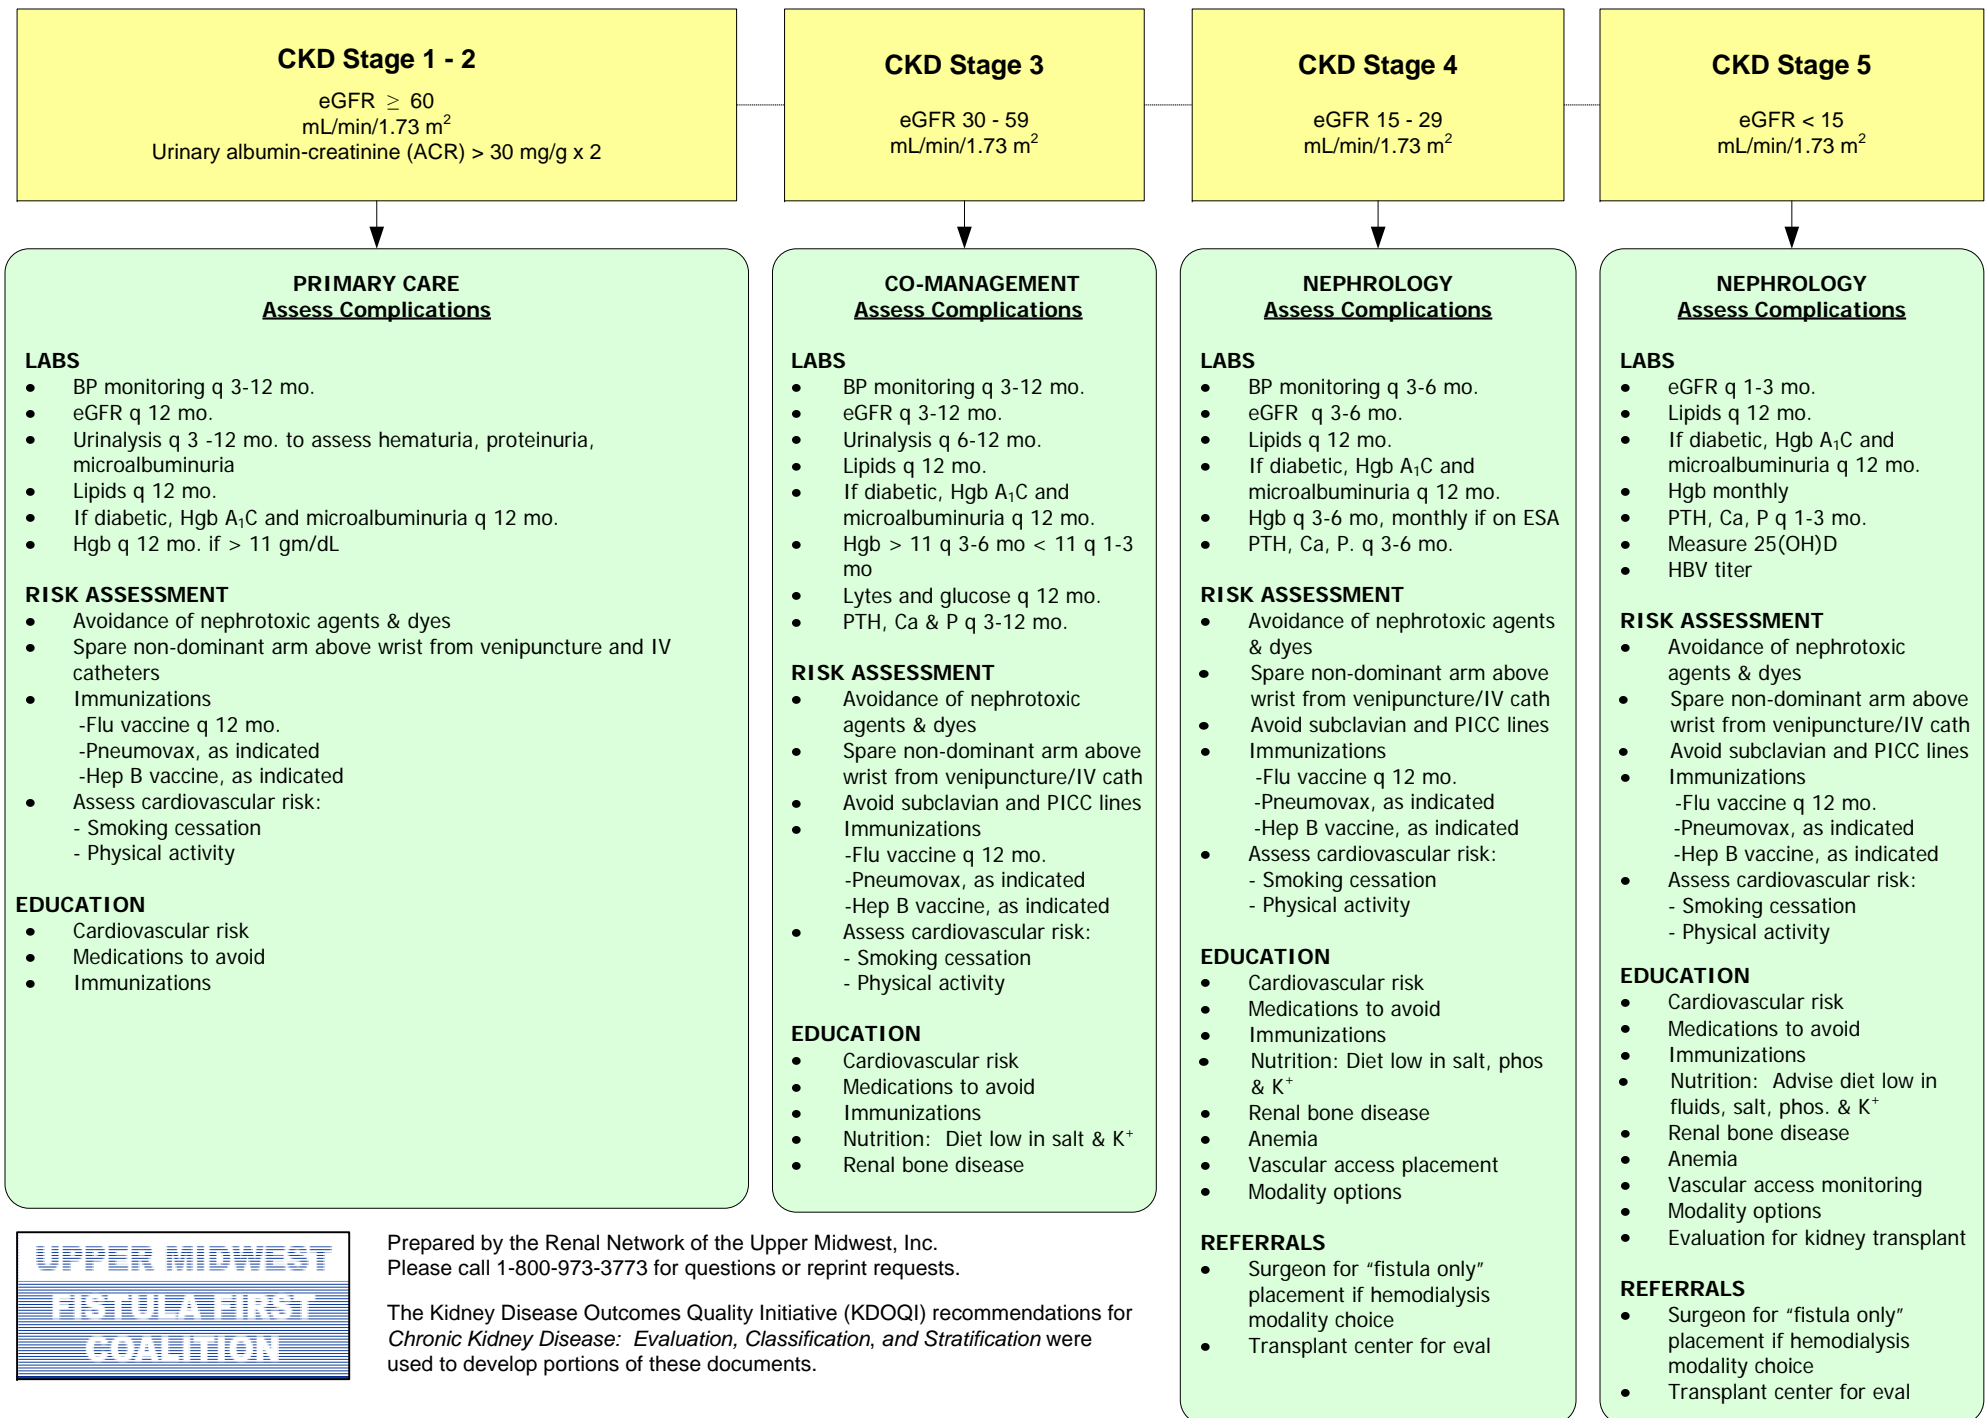 CKD Stage 1 - 2
eGFR ≥ 60
mL/min/1.73 m²
Urinary albumin-creatinine (ACR) > 30 mg/g x 2
CKD Stage 3
eGFR 30 - 59
mL/min/1.73 m²
CKD Stage 4
eGFR 15 - 29
mL/min/1.73 m²
CKD Stage 5
eGFR < 15
mL/min/1.73 m²
PRIMARY CARE
Assess Complications
LABS
• BP monitoring q 3-12 mo.
• eGFR q 12 mo.
• Urinalysis q 3 -12 mo. to assess hematuria, proteinuria,
microalbuminuria
• Lipids q 12 mo.
• If diabetic, Hgb A₁C and microalbuminuria q 12 mo.
• Hgb q 12 mo. if > 11 gm/dL
RISK ASSESSMENT
• Avoidance of nephrotoxic agents & dyes
• Spare non-dominant arm above wrist from venipuncture and IV
catheters
• Immunizations
-Flu vaccine q 12 mo.
-Pneumovax, as indicated
-Hep B vaccine, as indicated
• Assess cardiovascular risk:
- Smoking cessation
- Physical activity
EDUCATION
• Cardiovascular risk
• Medications to avoid
• Immunizations
CO-MANAGEMENT
Assess Complications
LABS
• BP monitoring q 3-12 mo.
• eGFR q 3-12 mo.
• Urinalysis q 6-12 mo.
• Lipids q 12 mo.
• If diabetic, Hgb A₁C and
microalbuminuria q 12 mo.
• Hgb > 11 q 3-6 mo < 11 q 1-3
mo
• Lytes and glucose q 12 mo.
• PTH, Ca & P q 3-12 mo.
RISK ASSESSMENT
• Avoidance of nephrotoxic
agents & dyes
• Spare non-dominant arm above
wrist from venipuncture/IV cath
• Avoid subclavian and PICC lines
• Immunizations
-Flu vaccine q 12 mo.
-Pneumovax, as indicated
-Hep B vaccine, as indicated
• Assess cardiovascular risk:
- Smoking cessation
- Physical activity
EDUCATION
• Cardiovascular risk
• Medications to avoid
• Immunizations
• Nutrition: Diet low in salt & K⁺
• Renal bone disease
NEPHROLOGY
Assess Complications
LABS
• BP monitoring q 3-6 mo.
• eGFR q 3-6 mo.
• Lipids q 12 mo.
• If diabetic, Hgb A₁C and
microalbuminuria q 12 mo.
• Hgb q 3-6 mo, monthly if on ESA
• PTH, Ca, P. q 3-6 mo.
RISK ASSESSMENT
• Avoidance of nephrotoxic agents
& dyes
• Spare non-dominant arm above
wrist from venipuncture/IV cath
• Avoid subclavian and PICC lines
• Immunizations
-Flu vaccine q 12 mo.
-Pneumovax, as indicated
-Hep B vaccine, as indicated
• Assess cardiovascular risk:
- Smoking cessation
- Physical activity
EDUCATION
• Cardiovascular risk
• Medications to avoid
• Immunizations
• Nutrition: Diet low in salt, phos
& K⁺
• Renal bone disease
• Anemia
• Vascular access placement
• Modality options
REFERRALS
• Surgeon for “fistula only”
placement if hemodialysis
modality choice
• Transplant center for eval
NEPHROLOGY
Assess Complications
LABS
• eGFR q 1-3 mo.
• Lipids q 12 mo.
• If diabetic, Hgb A₁C and
microalbuminuria q 12 mo.
• Hgb monthly
• PTH, Ca, P q 1-3 mo.
• Measure 25(OH)D
• HBV titer
RISK ASSESSMENT
• Avoidance of nephrotoxic
agents & dyes
• Spare non-dominant arm above
wrist from venipuncture/IV cath
• Avoid subclavian and PICC lines
• Immunizations
-Flu vaccine q 12 mo.
-Pneumovax, as indicated
-Hep B vaccine, as indicated
• Assess cardiovascular risk:
- Smoking cessation
- Physical activity
EDUCATION
• Cardiovascular risk
• Medications to avoid
• Immunizations
• Nutrition: Advise diet low in
fluids, salt, phos. & K⁺
• Renal bone disease
• Anemia
• Vascular access monitoring
• Modality options
• Evaluation for kidney transplant
REFERRALS
• Surgeon for “fistula only”
placement if hemodialysis
modality choice
• Transplant center for eval
UPPER MIDWEST
FISTULA FIRST
COALITION
Prepared by the Renal Network of the Upper Midwest, Inc.
Please call 1-800-973-3773 for questions or reprint requests.
The Kidney Disease Outcomes Quality Initiative (KDOQI) recommendations for
Chronic Kidney Disease: Evaluation, Classification, and Stratification were
used to develop portions of these documents.